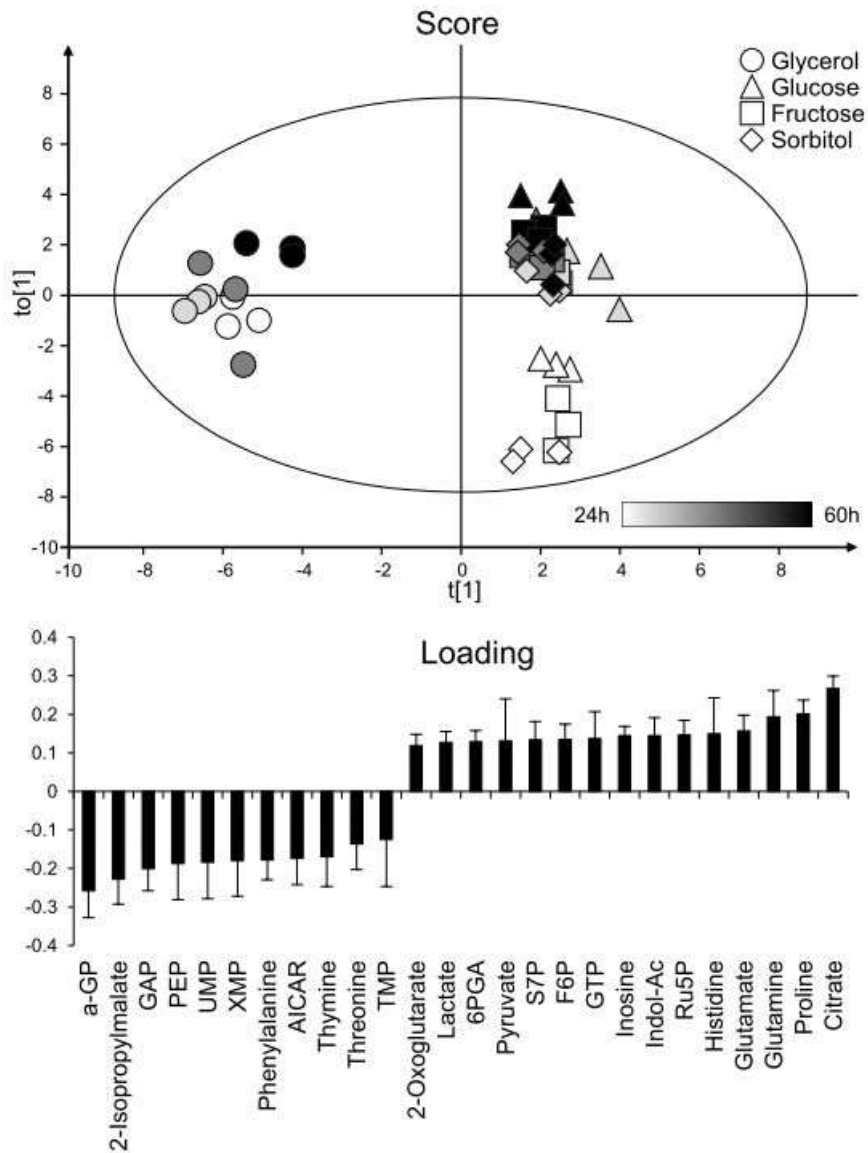 Score
Glycerol
Glucose
Fructose
Sorbitol
8
6
4
2
0
-2
-4
-6
-8
-10
to[1]
24h 60h
-10 -8 -6 -4 -2 0 2 4 6 8
t[1]
Loading
0.4
0.3
0.2
0.1
0
-0.1
-0.2
-0.3
-0.4
a-GP
2-Isopropylmalate
GAP
PEP
UMP
XMP
Phenylalanine
AICAR
Thymine
Threonine
TMP
2-Oxoglutarate
Lactate
6PGA
Pyruvate
S7P
F6P
GTP
Inosine
Indol-Ac
Ru5P
Histidine
Glutamate
Glutamine
Proline
Citrate